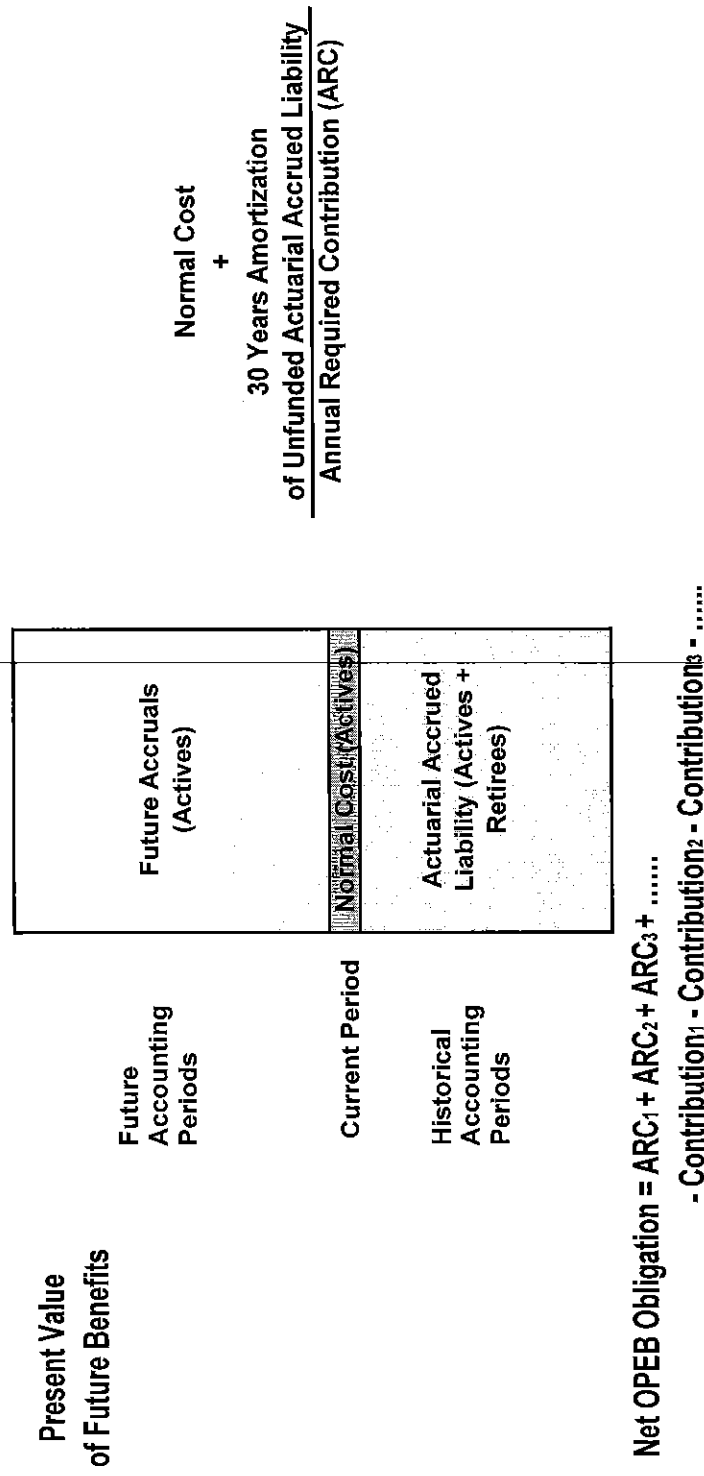 Present Value
of Future Benefits
Future
Accounting
Periods
Current Period
Historical
Accounting
Periods
Future Accruals
(Actives)
Normal Cost (Actives)
Actuarial Accrued
Liability (Actives +
Retirees)
Normal Cost
+
30 Years Amortization
of Unfunded Actuarial Accrued Liability
Annual Required Contribution (ARC)
Net OPEB Obligation = ARC1 + ARC2 + ARC3 + ......
- Contribution1 - Contribution2 - Contribution3 - ......